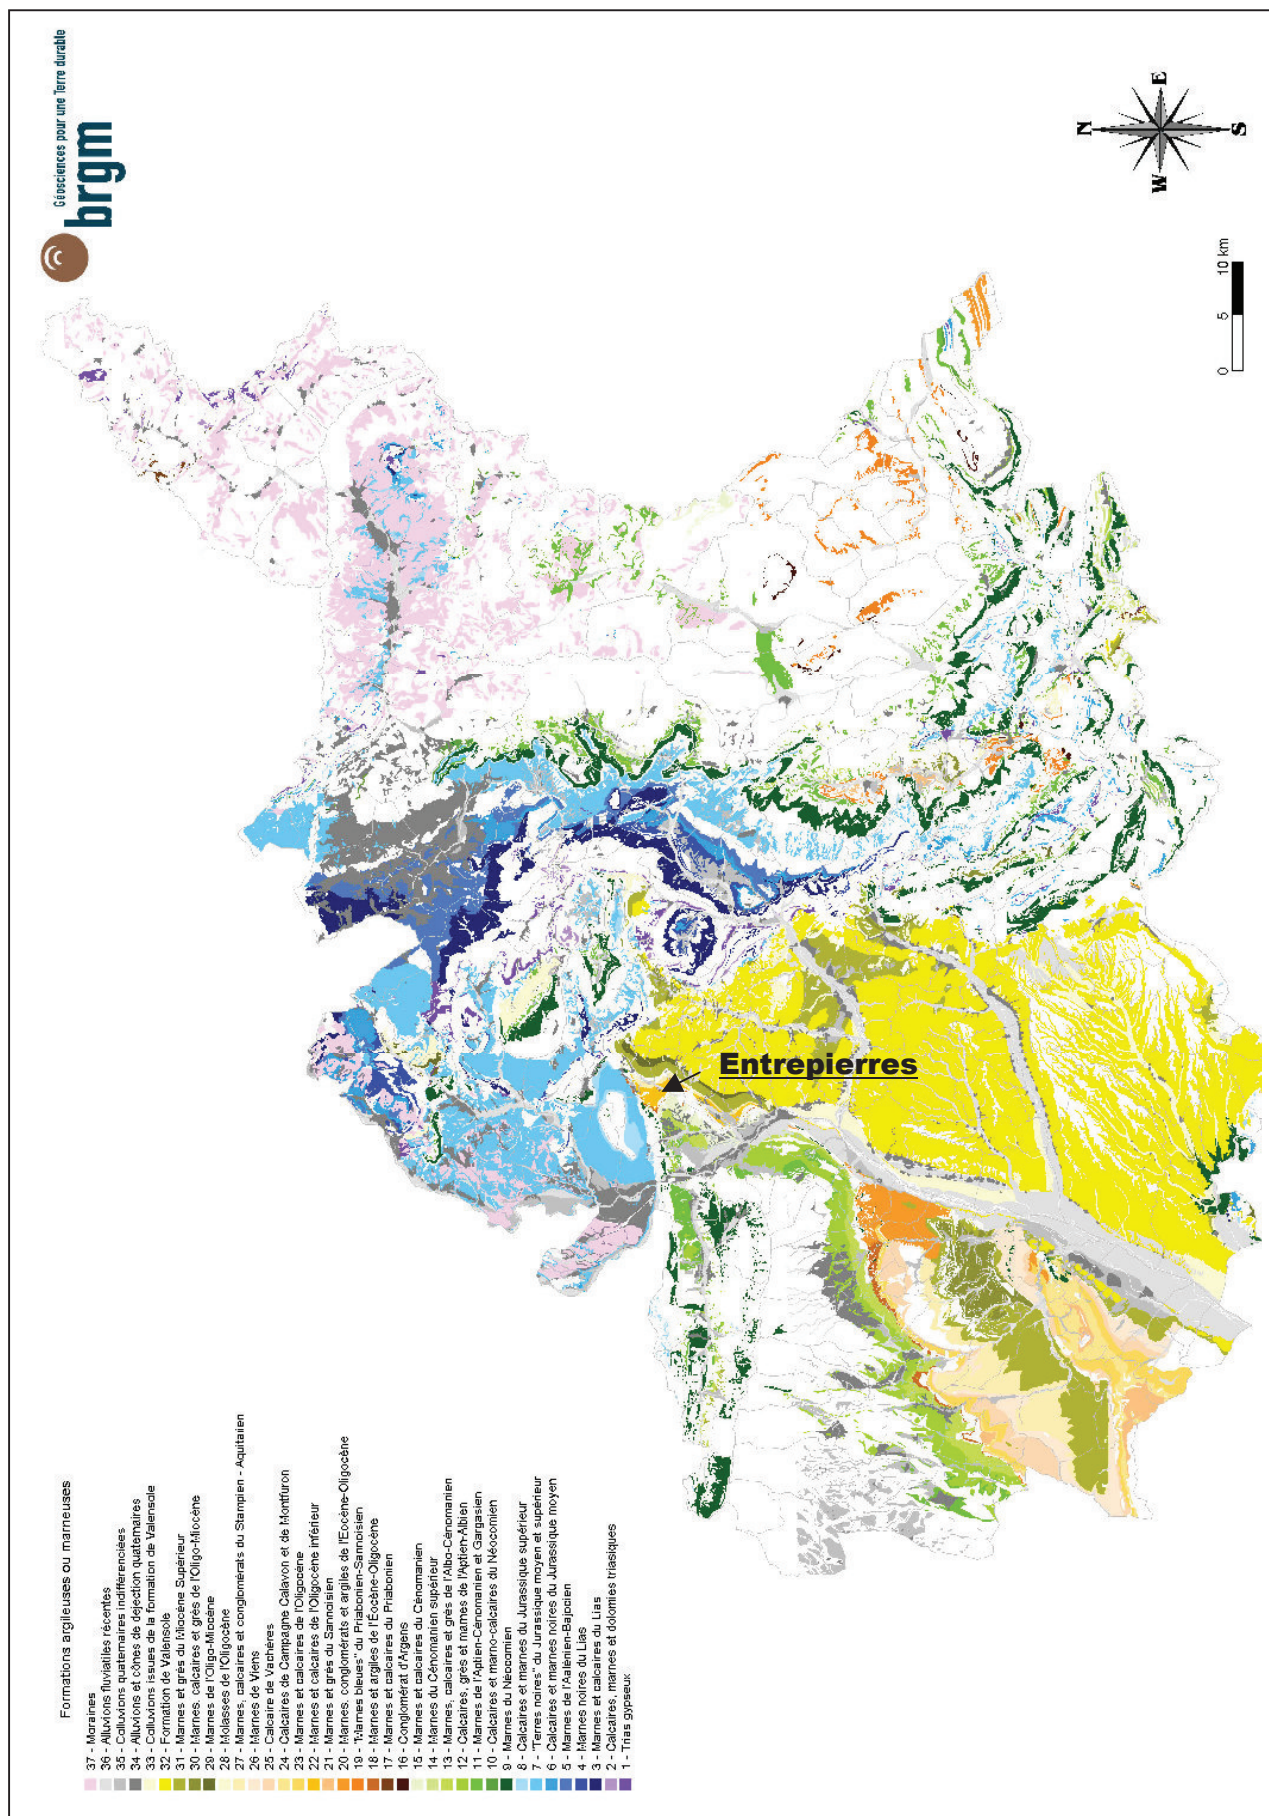 Géosciences pour une Terre durable
brgm
N
W
E
S
0
5
10 km
Entrepierres
Formations argileuses ou marneuses
37 - Moraines
36 - Alluvions fluviatiles récentes
35 - Colluvions quaternaires indifférenciées
34 - Alluvions et cônes de dejection quaternaires
33 - Colluvions issues de la formation de Valensole
32 - Formation de Valensole
31 - Marnes et grés du Miocène Supérieur
30 - Marnes, calcaires et grès de l'Oligo-Miocène
29 - Marnes de l'Oligo-Miocène
28 - Molasses de l'Oligocène
27 - Marnes, calcaires et conglomérats du Stampien - Aquitanien
26 - Marnes de Viens
25 - Calcaire de Vachères
24 - Calcaires de Campagne Calavon et de Montfuron
23 - Marnes et calcaires de l'Oligocène
22 - Marnes et calcaires de l'Oligocène inférieur
21 - Marnes et grés du Sannoisien
20 - Marnes, conglomérats et argiles de l'Eocène-Oligocène
19 - "Marnes bleues" du Priabonien-Sannoisien
18 - Marnes et argiles de l'Éocène-Oligocène
17 - Marnes et calcaires du Priabonien
16 - Conglomérat d'Argens
15 - Marnes et calcaires du Cénomanien
14 - Marnes du Cénomanien supérieur
13 - Marnes, calcaires et grès de l'Albo-Cénomanien
12 - Calcaires, grès et marnes de l'Aptien-Albien
11 - Marnes de l'Aptien-Cénomanien et Gargasien
10 - Calcaires et marno-calcaires du Néocomien
9 - Marnes du Néocomien
8 - Calcaires et marnes du Jurassique supérieur
7 - "Terres noires" du Jurassique moyen et supérieur
6 - Calcaires et marnes noires du Jurassique moyen
5 - Marnes de l'Aalénien-Bajocien
4 - Marnes noires du Lias
3 - Marnes et calcaires du Lias
2 - Calcaires, marnes et dolomies triasiques
1 - Trias gypseux